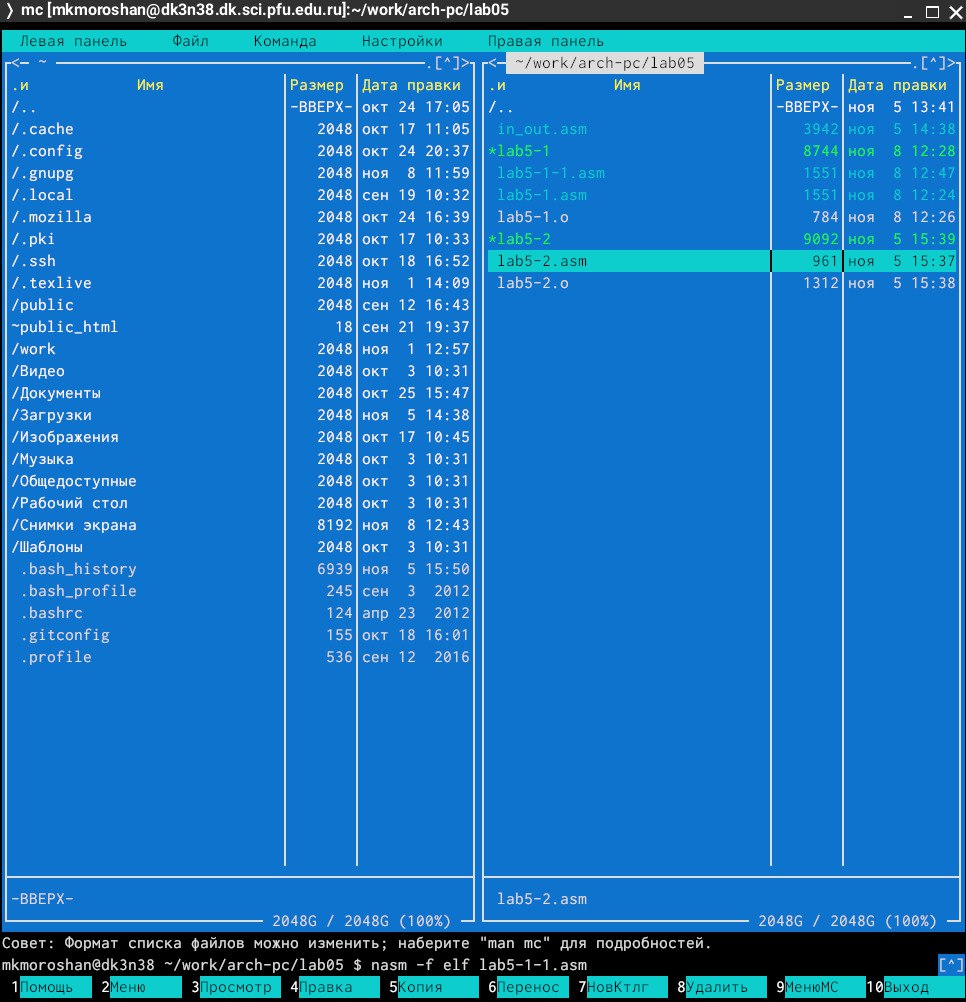 mc [mkmoroshan@dk3n38.dk.sci.pfu.edu.ru]:~/work/arch-pc/lab05
Левая панель Файл Команда Настройки Правая панель
<─ ~ .[^]>
.и Имя Размер Дата правки
/.. -ВВЕРХ- окт 24 17:05
/.cache 2048 окт 17 11:05
/.config 2048 окт 24 20:37
/.gnupg 2048 ноя 8 11:59
/.local 2048 сен 19 10:32
/.mozilla 2048 окт 24 16:39
/.pki 2048 окт 17 10:33
/.ssh 2048 окт 18 16:52
/.texlive 2048 ноя 1 14:09
/public 2048 сен 12 16:43
~public_html 18 сен 21 19:37
/work 2048 ноя 1 12:57
/Видео 2048 окт 3 10:31
/Документы 2048 окт 25 15:47
/Загрузки 2048 ноя 5 14:38
/Изображения 2048 окт 17 10:45
/Музыка 2048 окт 3 10:31
/Общедоступные 2048 окт 3 10:31
/Рабочий стол 2048 окт 3 10:31
/Снимки экрана 8192 ноя 8 12:43
/Шаблоны 2048 окт 3 10:31
.bash_history 6939 ноя 5 15:50
.bash_profile 245 сен 3 2012
.bashrc 124 апр 23 2012
.gitconfig 155 окт 18 16:01
.profile 536 сен 12 2016
-ВВЕРХ-
2048G / 2048G (100%)
<─ ~/work/arch-pc/lab05 .[^]>
.и Имя Размер Дата правки
/.. -ВВЕРХ- ноя 5 13:41
in_out.asm 3942 ноя 5 14:38
*lab5-1 8744 ноя 8 12:28
lab5-1-1.asm 1551 ноя 8 12:47
lab5-1.asm 1551 ноя 8 12:24
lab5-1.o 784 ноя 8 12:26
*lab5-2 9092 ноя 5 15:39
lab5-2.asm 961 ноя 5 15:37
lab5-2.o 1312 ноя 5 15:38
lab5-2.asm
2048G / 2048G (100%)
Совет: Формат списка файлов можно изменить; наберите "man mc" для подробностей.
mkmoroshan@dk3n38 ~/work/arch-pc/lab05 $ nasm -f elf lab5-1-1.asm [^]
1Помощь 2Меню 3Просмотр 4Правка 5Копия 6Перенос 7НовКтлг 8Удалить 9МенюМС 10Выход